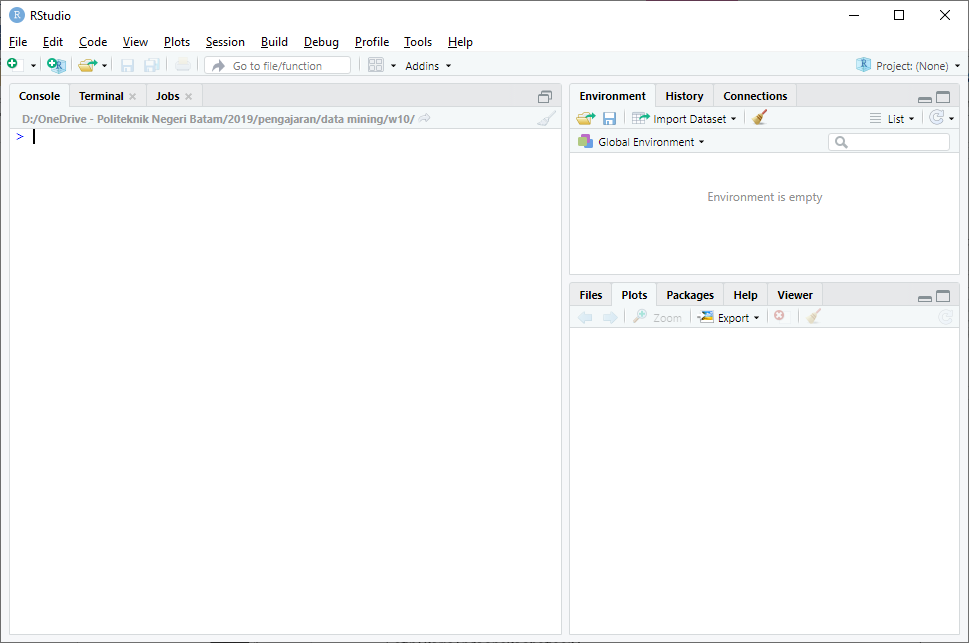 RStudio
File Edit Code View Plots Session Build Debug Profile Tools Help
R Go to file/function Addins R Project: (None)
Console Terminal Jobs
D:/OneDrive - Politeknik Negeri Batam/2019/pengajaran/data mining/w10/
>
Environment History Connections
Import Dataset List
Global Environment
Environment is empty
Files Plots Packages Help Viewer
Zoom Export